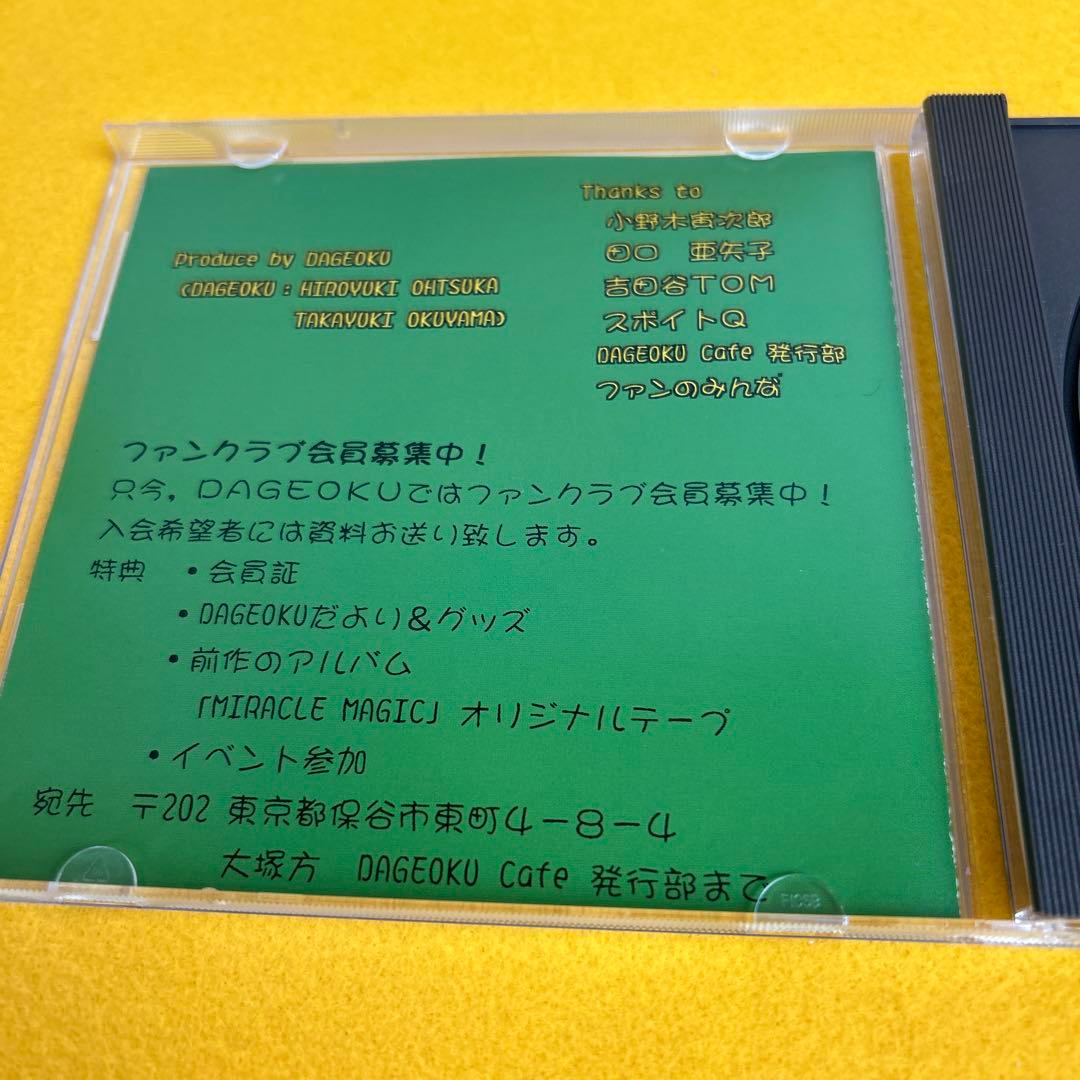 Produce by DAGEOKU
(DAGEOKU：HIROYUKI OHTSUKA
TAKAYUKI OKUYAMA)
Thanks to
小野木寅次郎
田口　亜矢子
吉田谷TOM
スポイトQ
DAGEOKU Cafe 発行部
ファンのみんな
ファンクラブ会員募集中！
只今，DAGEOKUではファンクラブ会員募集中！
入会希望者には資料お送り致します。
特典　・会員証
・DAGEOKUだより＆グッズ
・前作のアルバム
「MIRACLE MAGIC」オリジナルテープ
・イベント参加
宛先　〒202 東京都保谷市東町4－8－4
大塚方　DAGEOKU Cafe 発行部まで